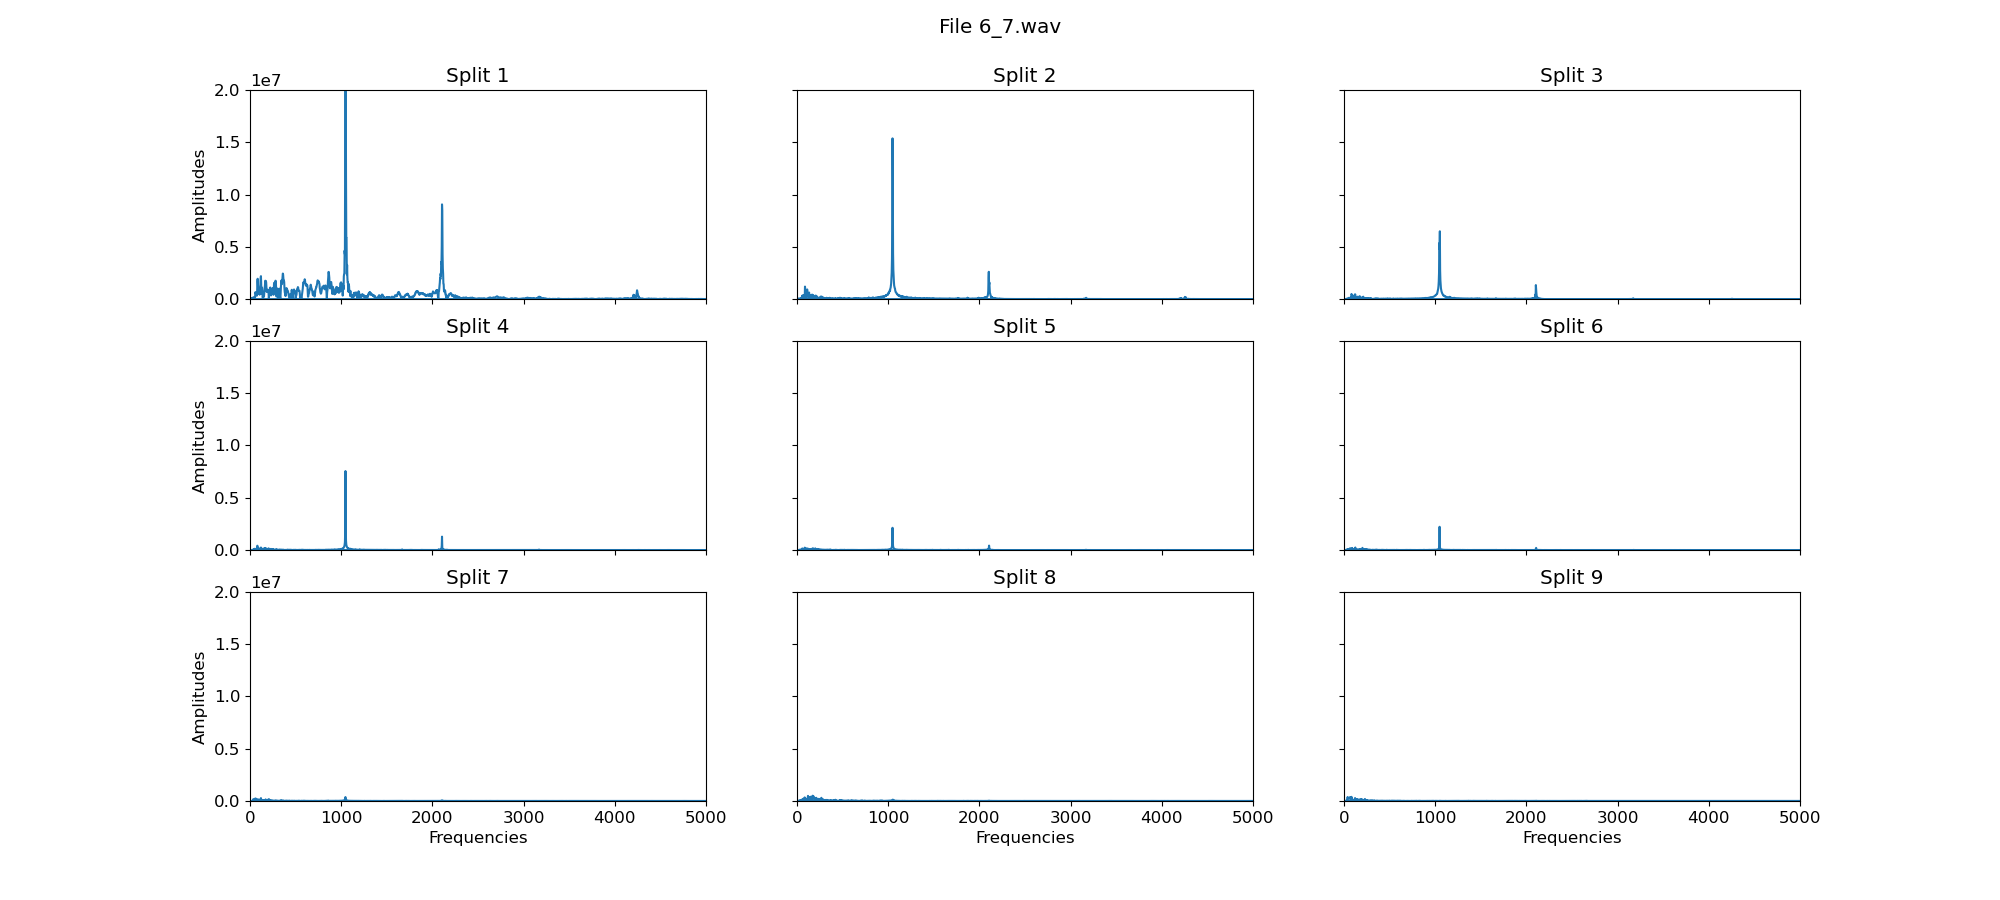 File 6_7.wav
Split 1
Split 2
Split 3
1e7
2.0
1.5
1.0
0.5
0.0
Amplitudes
Split 4
Split 5
Split 6
1e7
2.0
1.5
1.0
0.5
0.0
Amplitudes
Split 7
Split 8
Split 9
1e7
2.0
1.5
1.0
0.5
0.0
Amplitudes
0 1000 2000 3000 4000 5000
0 1000 2000 3000 4000 5000
0 1000 2000 3000 4000 5000
Frequencies
Frequencies
Frequencies